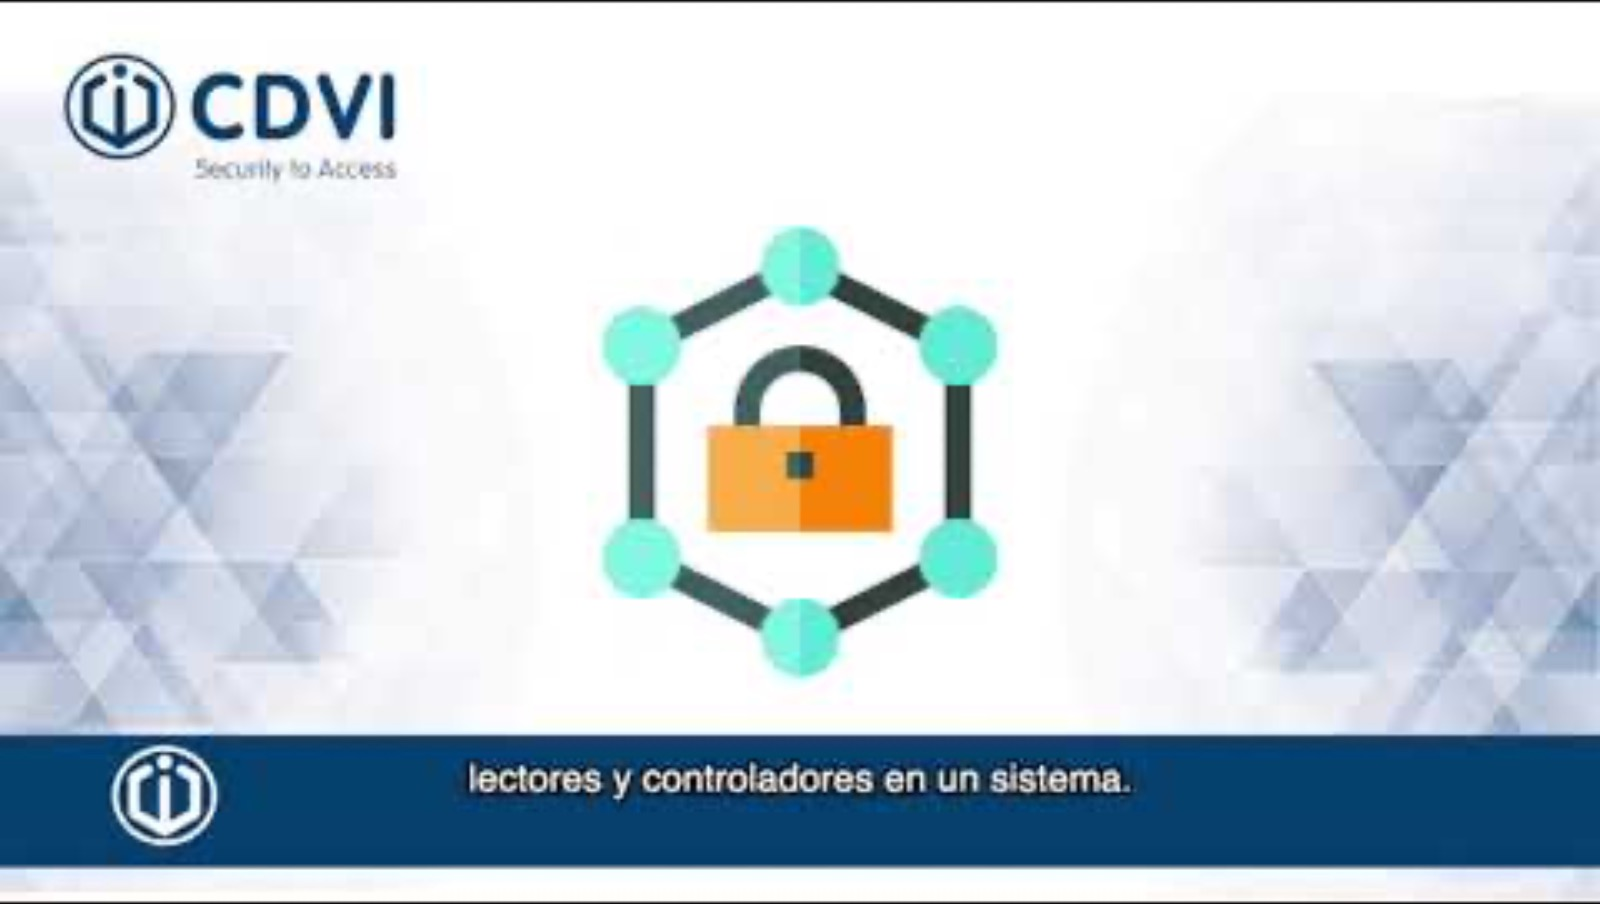 CDVI
Security to Access
lectores y controladores en un sistema.